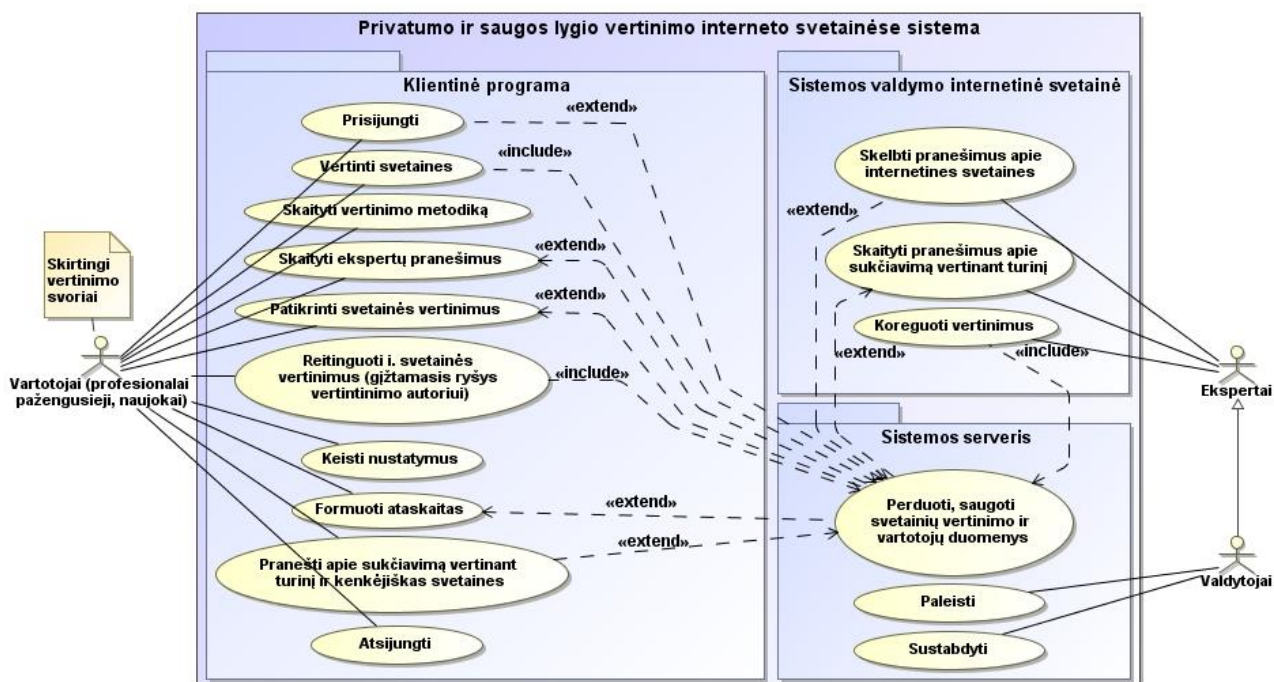 Privatumo ir saugos lygio vertinimo interneto svetainėse sistema
Klientinė programa
Prisijungti
«extend»
Vertinti svetaines
«include»
Skaityti vertinimo metodiką
Skaityti ekspertų pranešimus
«extend»
Patikrinti svetainės vertinimus
«extend»
Reitinguoti i. svetainės
vertinimus (gįžtamasis ryšys
vertintinimo autoriui)
«include»
Keisti nustatymus
Formuoti ataskaitas
«extend»
Pranešti apie sukčiavimą vertinant
turinį ir kenkėjiškas svetaines
«extend»
Atsijungti
Skirtingi
vertinimo
svoriai
Vartotojai (profesionalai
pažengusieji, naujokai)
Sistemos valdymo internetinė svetainė
Skelbti pranešimus apie
internetines svetaines
«extend»
Skaityti pranešimus apie
sukčiavimą vertinant turinį
Koreguoti vertinimus
«extend»
«include»
Ekspertai
Sistemos serveris
Perduoti, saugoti
svetainių vertinimo ir
vartotojų duomenys
Paleisti
Sustabdyti
Valdytojai